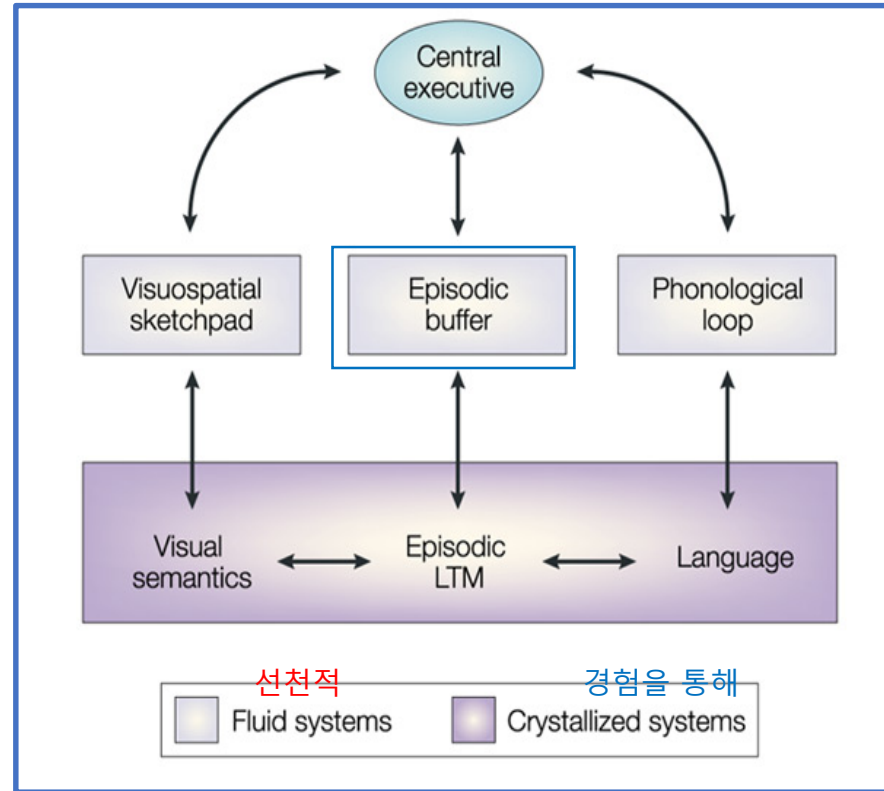 Central
executive
Visuospatial
sketchpad
Episodic
buffer
Phonological
loop
Visual
semantics
Episodic
LTM
Language
선천적
경험을 통해
Fluid systems
Crystallized systems